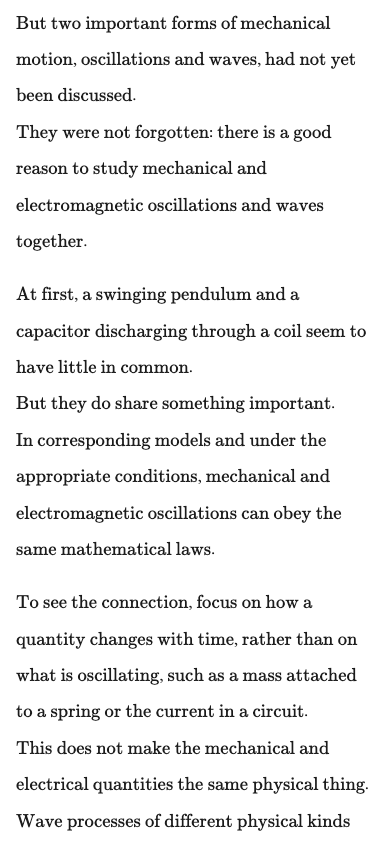 But two important forms of mechanical
motion, oscillations and waves, had not yet
been discussed.
They were not forgotten: there is a good
reason to study mechanical and
electromagnetic oscillations and waves
together.
At first, a swinging pendulum and a
capacitor discharging through a coil seem to
have little in common.
But they do share something important.
In corresponding models and under the
appropriate conditions, mechanical and
electromagnetic oscillations can obey the
same mathematical laws.
To see the connection, focus on how a
quantity changes with time, rather than on
what is oscillating, such as a mass attached
to a spring or the current in a circuit.
This does not make the mechanical and
electrical quantities the same physical thing.
Wave processes of different physical kinds